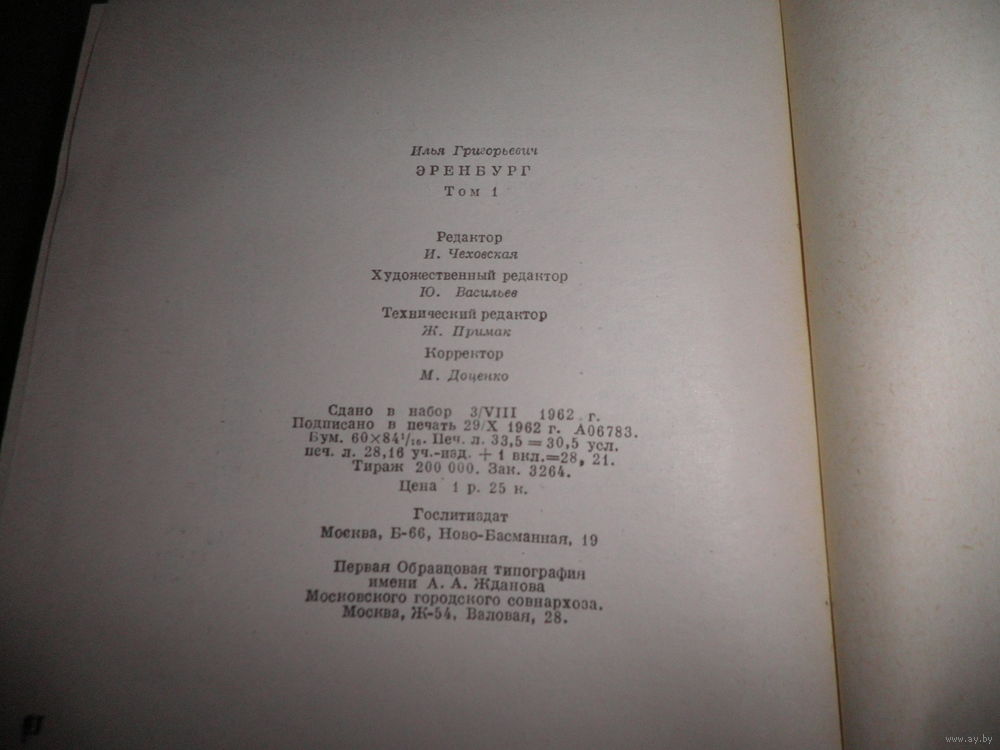 Илья Григорьевич
ЭРЕНБУРГ
Том 1
Редактор
И. Чеховская
Художественный редактор
Ю. Васильев
Технический редактор
Ж. Примак
Корректор
М. Доценко
Сдано в набор 3/VIII 1962 г.
Подписано в печать 29/X 1962 г. А06783.
Бум. 60×84¹/₁₆. Печ. л. 33,5 = 30,5 усл.
печ. л. 28,16 уч.-изд. + 1 вкл.=28, 21.
Тираж 200 000. Зак. 3264.
Цена 1 р. 25 к.
Гослитиздат
Москва, Б-66, Ново-Басманная, 19
Первая Образцовая типография
имени А. А. Жданова
Московского городского совнархоза.
Москва, Ж-54, Валовая, 28.
www.ay.by